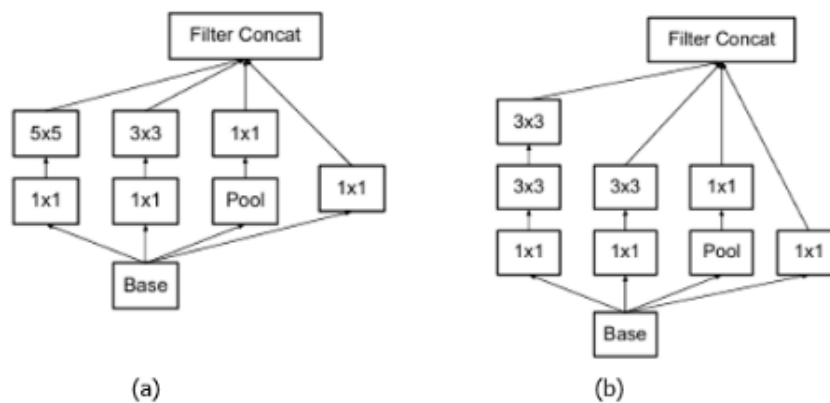 Filter Concat
5x5
3x3
1x1
1x1
1x1
Pool
1x1
Base
(a)
Filter Concat
3x3
3x3
3x3
1x1
1x1
1x1
Pool
1x1
Base
(b)